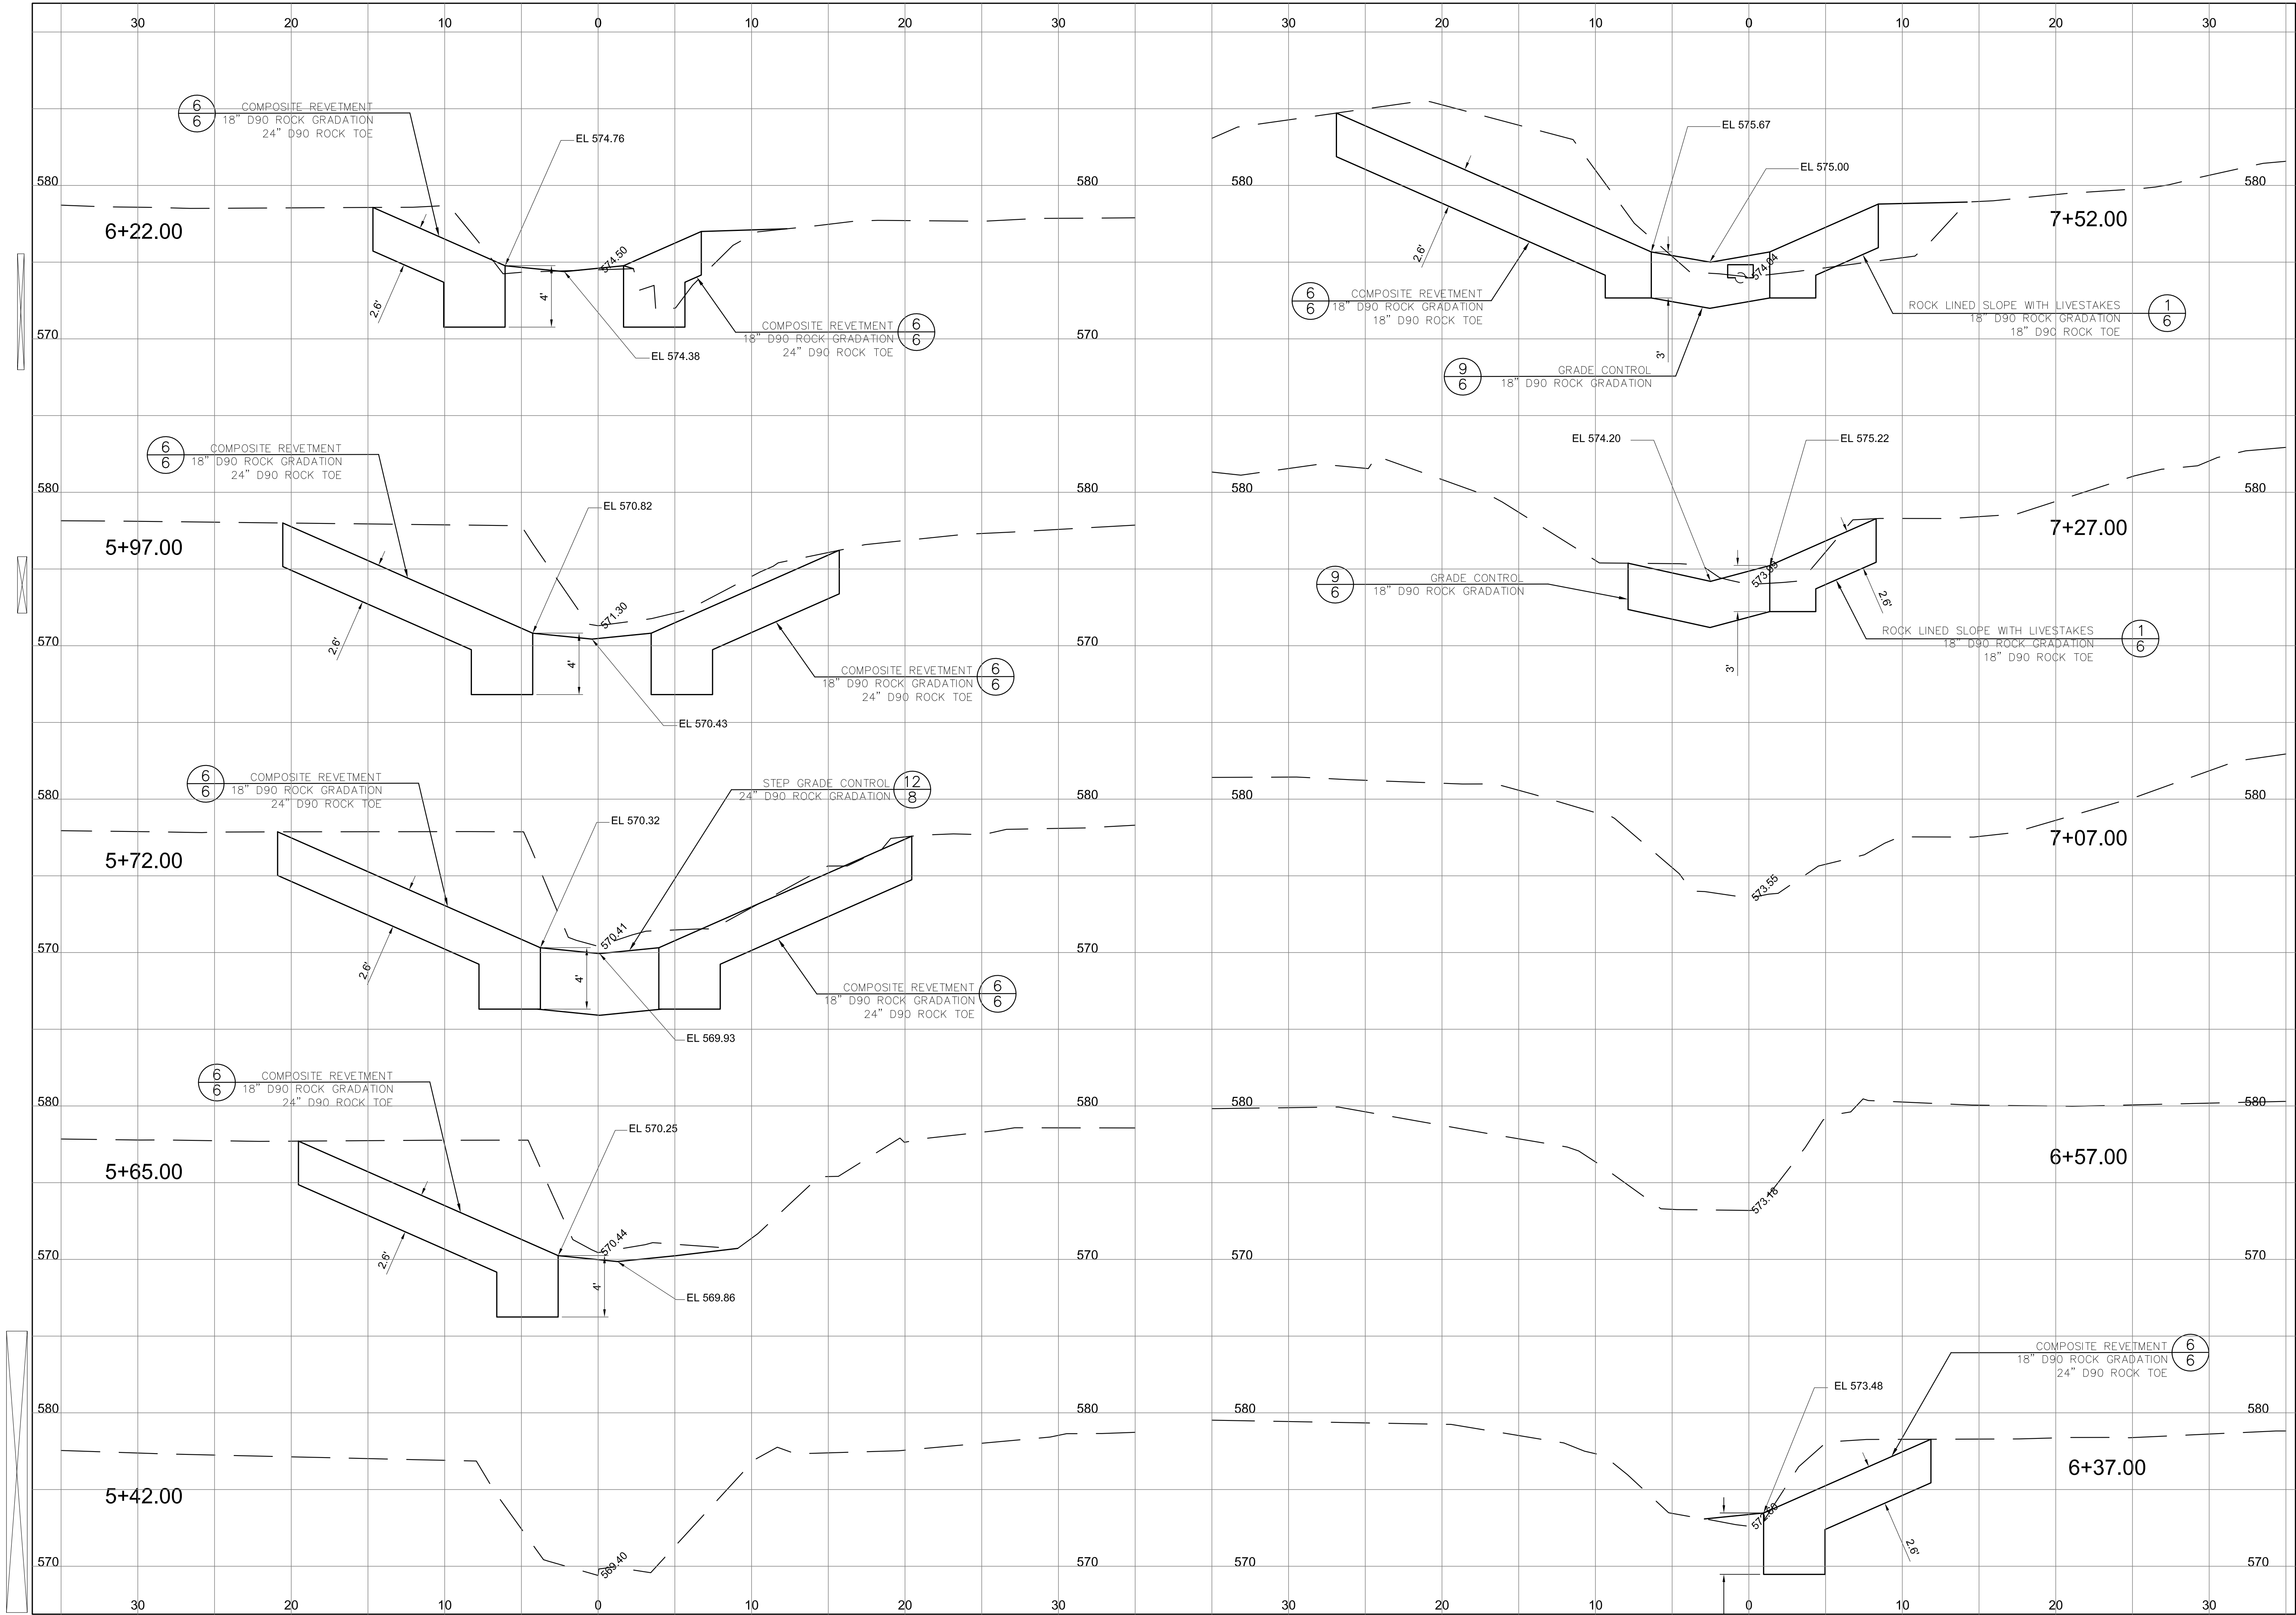 30 20 10 0 10 20 30
30 20 10 0 10 20 30
6
6
COMPOSITE REVETMENT
18" D90 ROCK GRADATION
24" D90 ROCK TOE
EL 574.76
580
580
6+22.00
574.50
4'
2.6'
EL 574.38
COMPOSITE REVETMENT
18" D90 ROCK GRADATION
24" D90 ROCK TOE
6
6
570
570
6
6
COMPOSITE REVETMENT
18" D90 ROCK GRADATION
24" D90 ROCK TOE
EL 570.82
580
580
5+97.00
571.30
4'
2.6'
EL 570.43
COMPOSITE REVETMENT
18" D90 ROCK GRADATION
24" D90 ROCK TOE
6
6
570
570
6
6
COMPOSITE REVETMENT
18" D90 ROCK GRADATION
24" D90 ROCK TOE
STEP GRADE CONTROL
24" D90 ROCK GRADATION
12
8
EL 570.32
580
580
5+72.00
570.41
4'
2.6'
EL 569.93
COMPOSITE REVETMENT
18" D90 ROCK GRADATION
24" D90 ROCK TOE
6
6
570
570
6
6
COMPOSITE REVETMENT
18" D90 ROCK GRADATION
24" D90 ROCK TOE
EL 570.25
580
580
5+65.00
570.44
4'
2.6'
EL 569.86
570
570
580
580
5+42.00
569.40
570
570
EL 575.67
EL 575.00
580
580
7+52.00
574.04
2.6'
3'
6
6
COMPOSITE REVETMENT
18" D90 ROCK GRADATION
18" D90 ROCK TOE
ROCK LINED SLOPE WITH LIVESTAKES
18" D90 ROCK GRADATION
18" D90 ROCK TOE
1
6
570
9
6
GRADE CONTROL
18" D90 ROCK GRADATION
EL 574.20
EL 575.22
580
580
7+27.00
9
6
GRADE CONTROL
18" D90 ROCK GRADATION
2.6'
3'
ROCK LINED SLOPE WITH LIVESTAKES
18" D90 ROCK GRADATION
18" D90 ROCK TOE
1
6
570
580
580
7+07.00
573.55
570
580
580
6+57.00
573.18
570
570
COMPOSITE REVETMENT
18" D90 ROCK GRADATION
24" D90 ROCK TOE
6
6
EL 573.48
580
580
6+37.00
2.6'
570
570
30 20 10 0 10 20 30
30 20 10 0 10 20 30